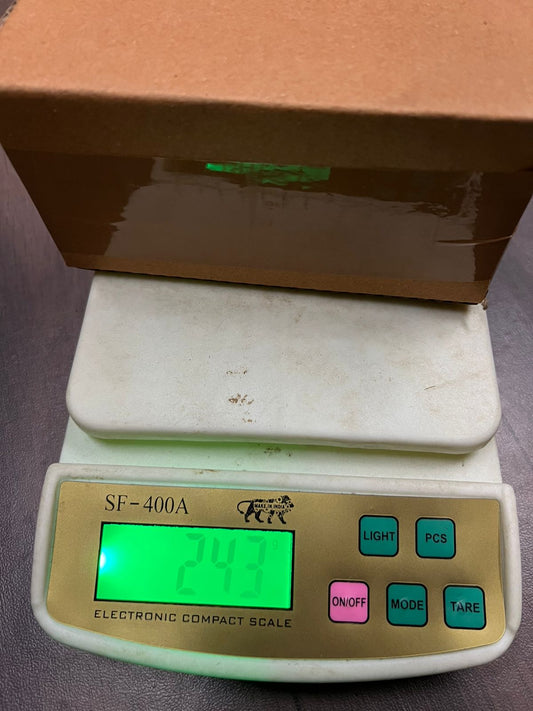 SF-400A
MAKE IN INDIA
243 g
LIGHT
PCS
ON/OFF
MODE
TARE
ELECTRONIC COMPACT SCALE